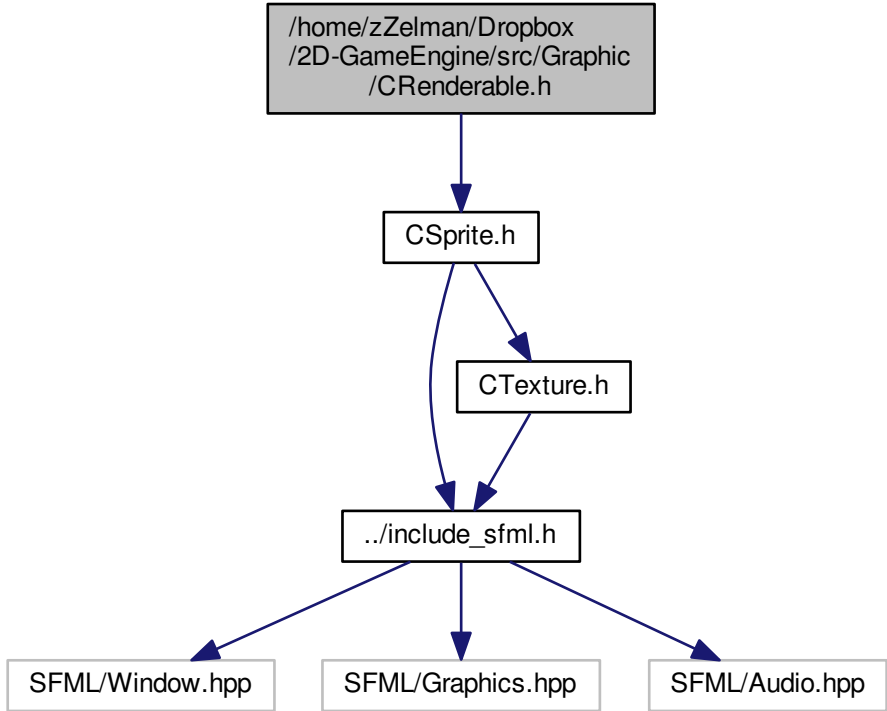 /home/zZelman/Dropbox
/2D-GameEngine/src/Graphic
/CRenderable.h
CSprite.h
CTexture.h
../include_sfml.h
SFML/Window.hpp
SFML/Graphics.hpp
SFML/Audio.hpp